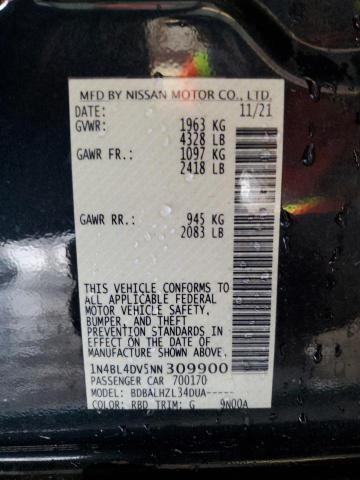 MFD BY NISSAN MOTOR CO., LTD.
DATE: 11/21
GVWR: 1963 KG
4328 LB
GAWR FR.: 1097 KG
2418 LB
GAWR RR.: 945 KG
2083 LB
THIS VEHICLE CONFORMS TO
ALL APPLICABLE FEDERAL
MOTOR VEHICLE SAFETY,
BUMPER, AND THEFT
PREVENTION STANDARDS IN
EFFECT ON THE DATE OF
MANUFACTURE SHOWN ABOVE.
1N4BL4DV5NN309900
PASSENGER CAR 700170
MODEL: BDBALHZL34DUA-----
COLOR: RBD TRIM: G 9N00A